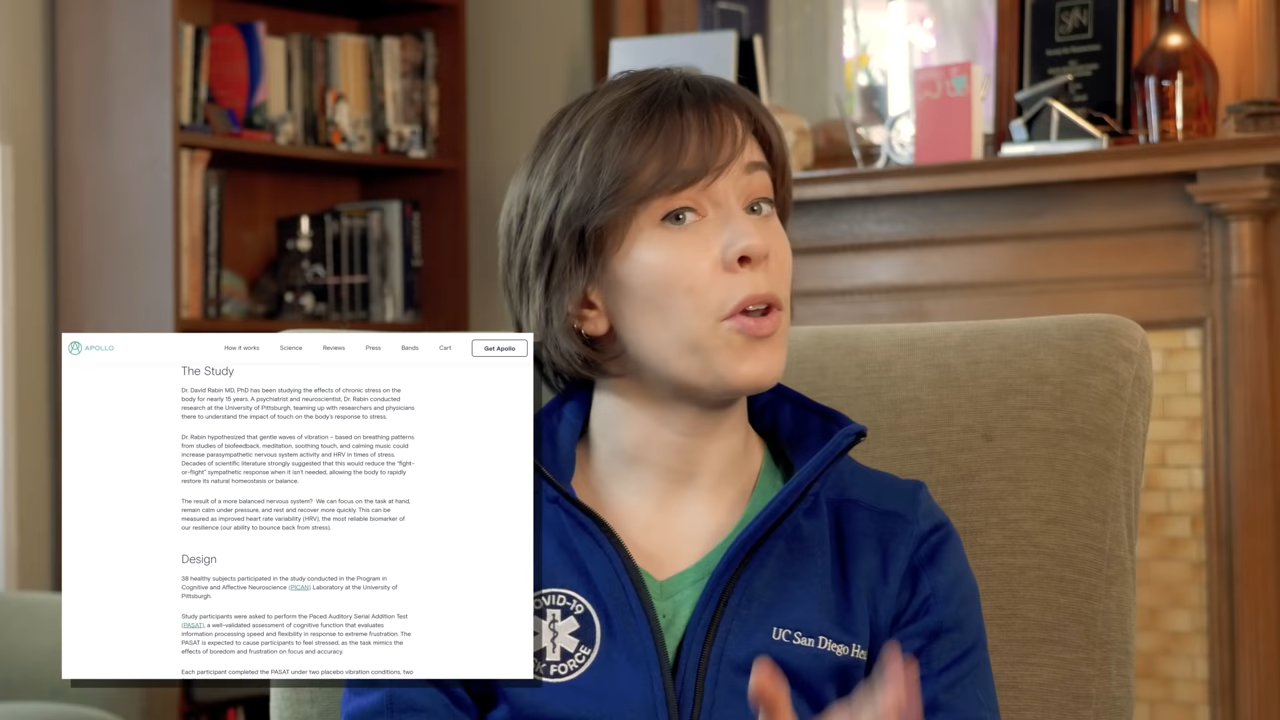 APOLLO
How it works
Science
Reviews
Press
Bands
Cart
Get Apollo
The Study
Dr. David Rabin MD, PhD has been studying the effects of chronic stress on the
body for nearly 15 years. A psychiatrist and neuroscientist, Dr. Rabin conducted
research at the University of Pittsburgh, teaming up with researchers and physicians
there to understand the impact of touch on the body's response to stress.
Dr. Rabin hypothesized that gentle waves of vibration – based on breathing patterns
from studies of biofeedback, meditation, soothing touch, and calming music could
increase parasympathetic nervous system activity and HRV in times of stress.
Decades of scientific literature strongly suggested that this would reduce the "fight-
or-flight" sympathetic response when it isn't needed, allowing the body to rapidly
restore its natural homeostasis or balance.
The result of a more balanced nervous system? We can focus on the task at hand,
remain calm under pressure, and rest and recover more quickly. This can be
measured as improved heart rate variability (HRV), the most reliable biomarker of
our resilience (our ability to bounce back from stress).
Design
38 healthy subjects participated in the study conducted in the Program in
Cognitive and Affective Neuroscience (PICAN) Laboratory at the University of
Pittsburgh.
Study participants were asked to perform the Paced Auditory Serial Addition Test
(PASAT), a well-validated assessment of cognitive function that evaluates
information processing speed and flexibility in response to extreme frustration. The
PASAT is expected to cause participants to feel stressed, as the task mimics the
effects of boredom and frustration on focus and accuracy.
Each participant completed the PASAT under two placebo vibration conditions, two
OVID-19
SK FORCE
UC San Diego Hea
SfN